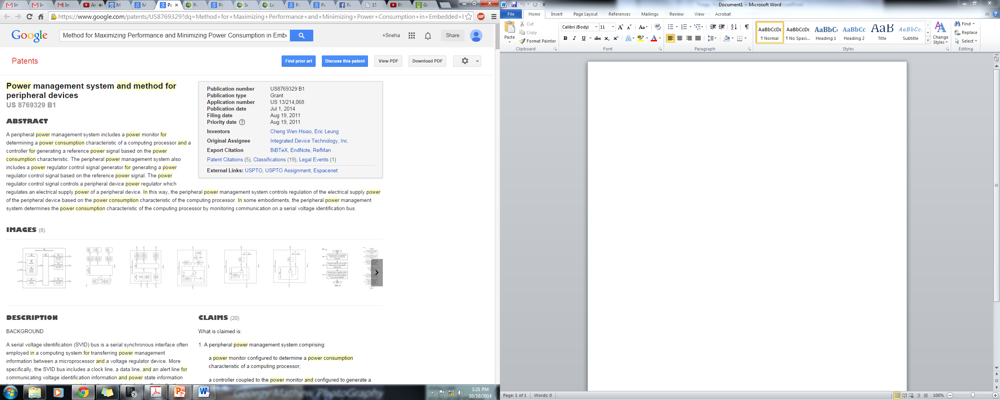 In
In
In
Ar
M
M
Pa
Pc
Pa
Sc
Lc
Pa
Pa
Fa
15
Pi
Gu
https://www.google.com/patents/US8769329?dq=Method+for+Maximizing+Performance+and+Minimizing+Power+Consumption+in+Embedded+F
ABP
Google
Method for Maximizing Performance and Minimizing Power Consumption in Embe
+Sneha
Share
Patents
Find prior art
Discuss this patent
View PDF
Download PDF
Power management system and method for
peripheral devices
US 8769329 B1
Publication number US8769329 B1
Publication type Grant
Application number US 13/214,068
Publication date Jul 1, 2014
Filing date Aug 19, 2011
Priority date ? Aug 19, 2011
Inventors Cheng Wen Hsiao, Eric Leung
Original Assignee Integrated Device Technology, Inc.
Export Citation BiBTeX, EndNote, RefMan
Patent Citations (5), Classifications (19), Legal Events (1)
External Links: USPTO, USPTO Assignment, Espacenet
ABSTRACT
A peripheral power management system includes a power monitor for
determining a power consumption characteristic of a computing processor and a
controller for generating a reference power signal based on the power
consumption characteristic. The peripheral power management system also
includes a power regulator control signal generator for generating a power
regulator control signal based on the reference power signal. The power
regulator control signal controls a peripheral device power regulator which
regulates an electrical supply power of a peripheral device. In this way, the peripheral power management system controls regulation of the electrical supply power
of the peripheral device based on the power consumption characteristic of the computing processor. In some embodiments, the peripheral power management
system determines the power consumption characteristic of the computing processor by monitoring communication on a serial voltage identification bus.
IMAGES (8)
FIG. 6
DESCRIPTION
BACKGROUND
A serial voltage identification (SVID) bus is a serial synchronous interface often
employed in a computing system for transferring power management
information between a microprocessor and a voltage regulator device. More
specifically, the SVID bus includes a clock line, a data line, and an alert line for
communicating voltage identification information and power state information
CLAIMS (20)
What is claimed is:
1. A peripheral power management system comprising:
a power monitor configured to determine a power consumption
characteristic of a computing processor;
a controller coupled to the power monitor and configured to generate a
1:21 PM
10/10/2014
Document1 - Microsoft Word
File Home Insert Page Layout References Mailings Review View Acrobat
Paste
Cut
Copy
Format Painter
Clipboard
Calibri (Body) 11
Font
Paragraph
AaBbCcDc AaBbCcDc AaBbC AaBbCc AaB AaBbCc.
¶ Normal ¶ No Spaci... Heading 1 Heading 2 Title Subtitle
Change
Styles
Styles
Find
Replace
Select
Editing
Page: 1 of 1 Words: 0
100%